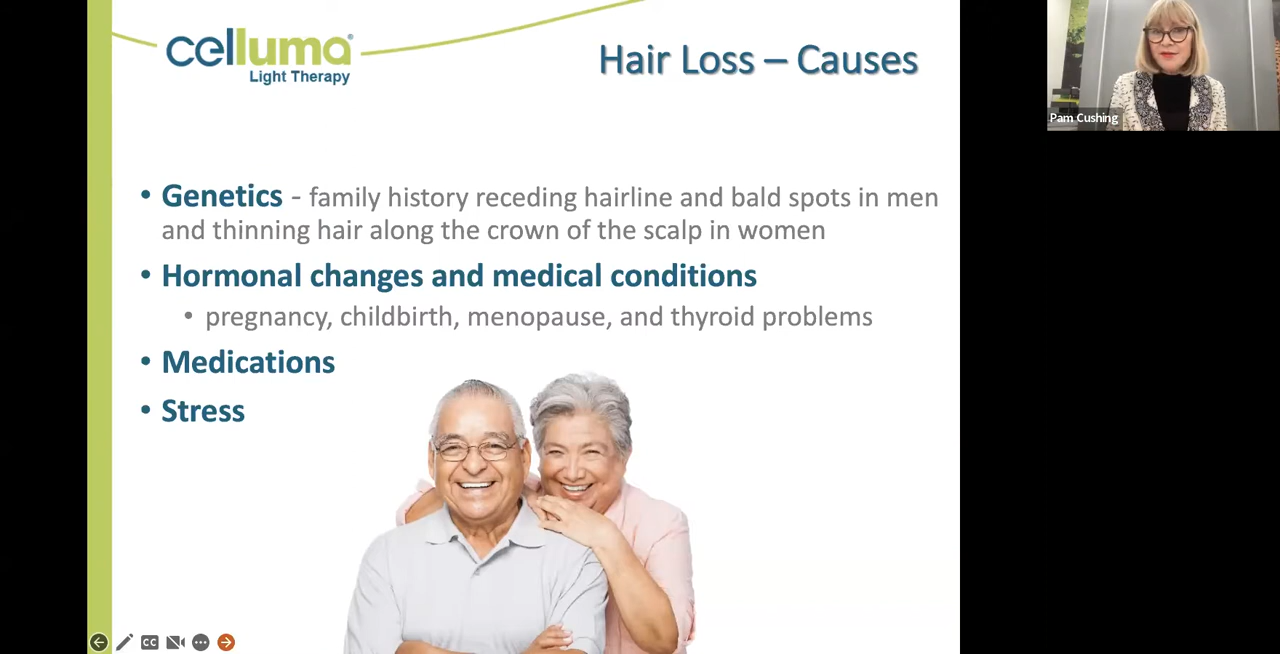 celluma
Light Therapy
Hair Loss – Causes
Pam Cushing
• Genetics - family history receding hairline and bald spots in men
and thinning hair along the crown of the scalp in women
• Hormonal changes and medical conditions
• pregnancy, childbirth, menopause, and thyroid problems
• Medications
• Stress
CC